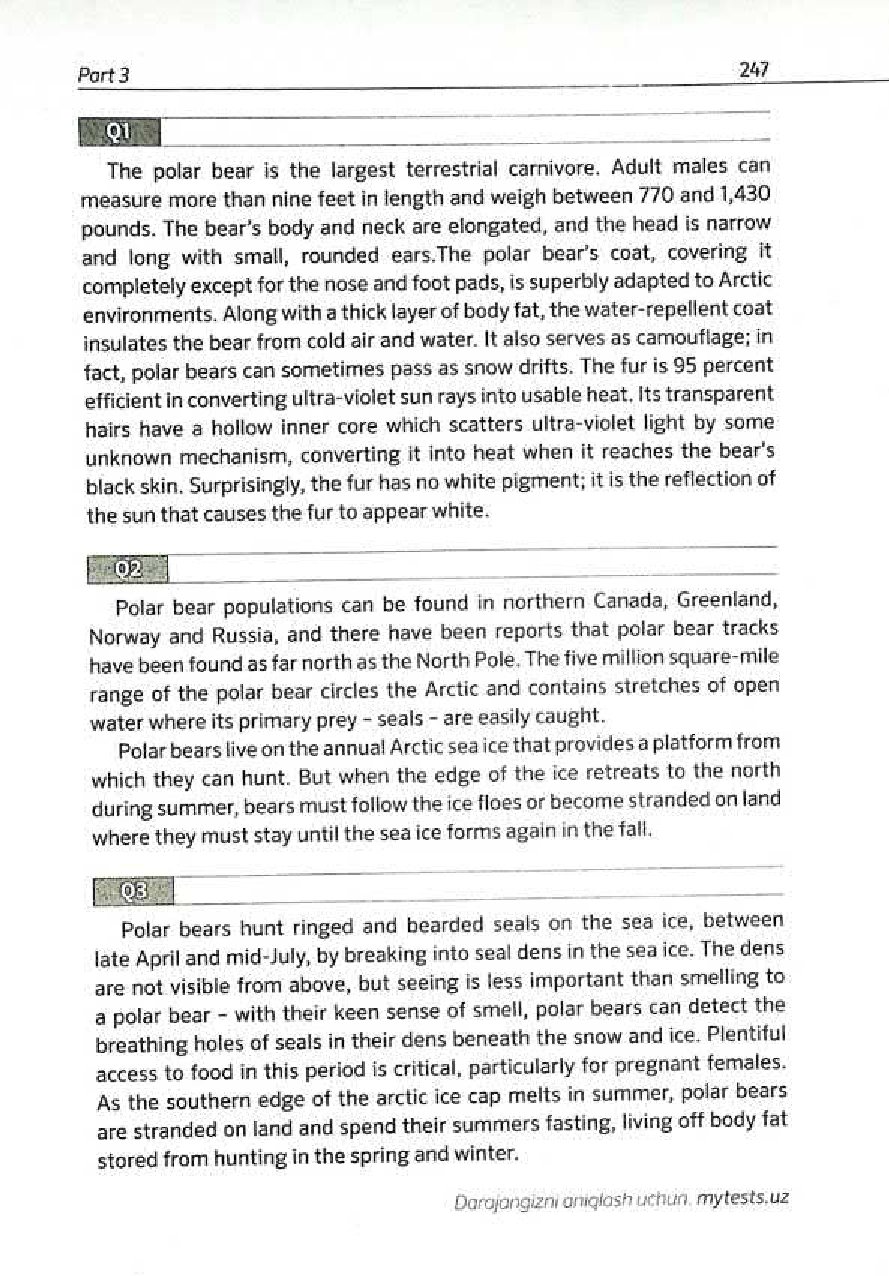 Part 3
247
Q1
The polar bear is the largest terrestrial carnivore. Adult males can
measure more than nine feet in length and weigh between 770 and 1,430
pounds. The bear's body and neck are elongated, and the head is narrow
and long with small, rounded ears.The polar bear's coat, covering it
completely except for the nose and foot pads, is superbly adapted to Arctic
environments. Along with a thick layer of body fat, the water-repellent coat
insulates the bear from cold air and water. It also serves as camouflage; in
fact, polar bears can sometimes pass as snow drifts. The fur is 95 percent
efficient in converting ultra-violet sun rays into usable heat. Its transparent
hairs have a hollow inner core which scatters ultra-violet light by some
unknown mechanism, converting it into heat when it reaches the bear's
black skin. Surprisingly, the fur has no white pigment; it is the reflection of
the sun that causes the fur to appear white.
Q2
Polar bear populations can be found in northern Canada, Greenland,
Norway and Russia, and there have been reports that polar bear tracks
have been found as far north as the North Pole. The five million square-mile
range of the polar bear circles the Arctic and contains stretches of open
water where its primary prey – seals – are easily caught.
Polar bears live on the annual Arctic sea ice that provides a platform from
which they can hunt. But when the edge of the ice retreats to the north
during summer, bears must follow the ice floes or become stranded on land
where they must stay until the sea ice forms again in the fall.
Q3
Polar bears hunt ringed and bearded seals on the sea ice, between
late April and mid-July, by breaking into seal dens in the sea ice. The dens
are not visible from above, but seeing is less important than smelling to
a polar bear – with their keen sense of smell, polar bears can detect the
breathing holes of seals in their dens beneath the snow and ice. Plentiful
access to food in this period is critical, particularly for pregnant females.
As the southern edge of the arctic ice cap melts in summer, polar bears
are stranded on land and spend their summers fasting, living off body fat
stored from hunting in the spring and winter.
Darajangizni aniqlash uchun. mytests.uz